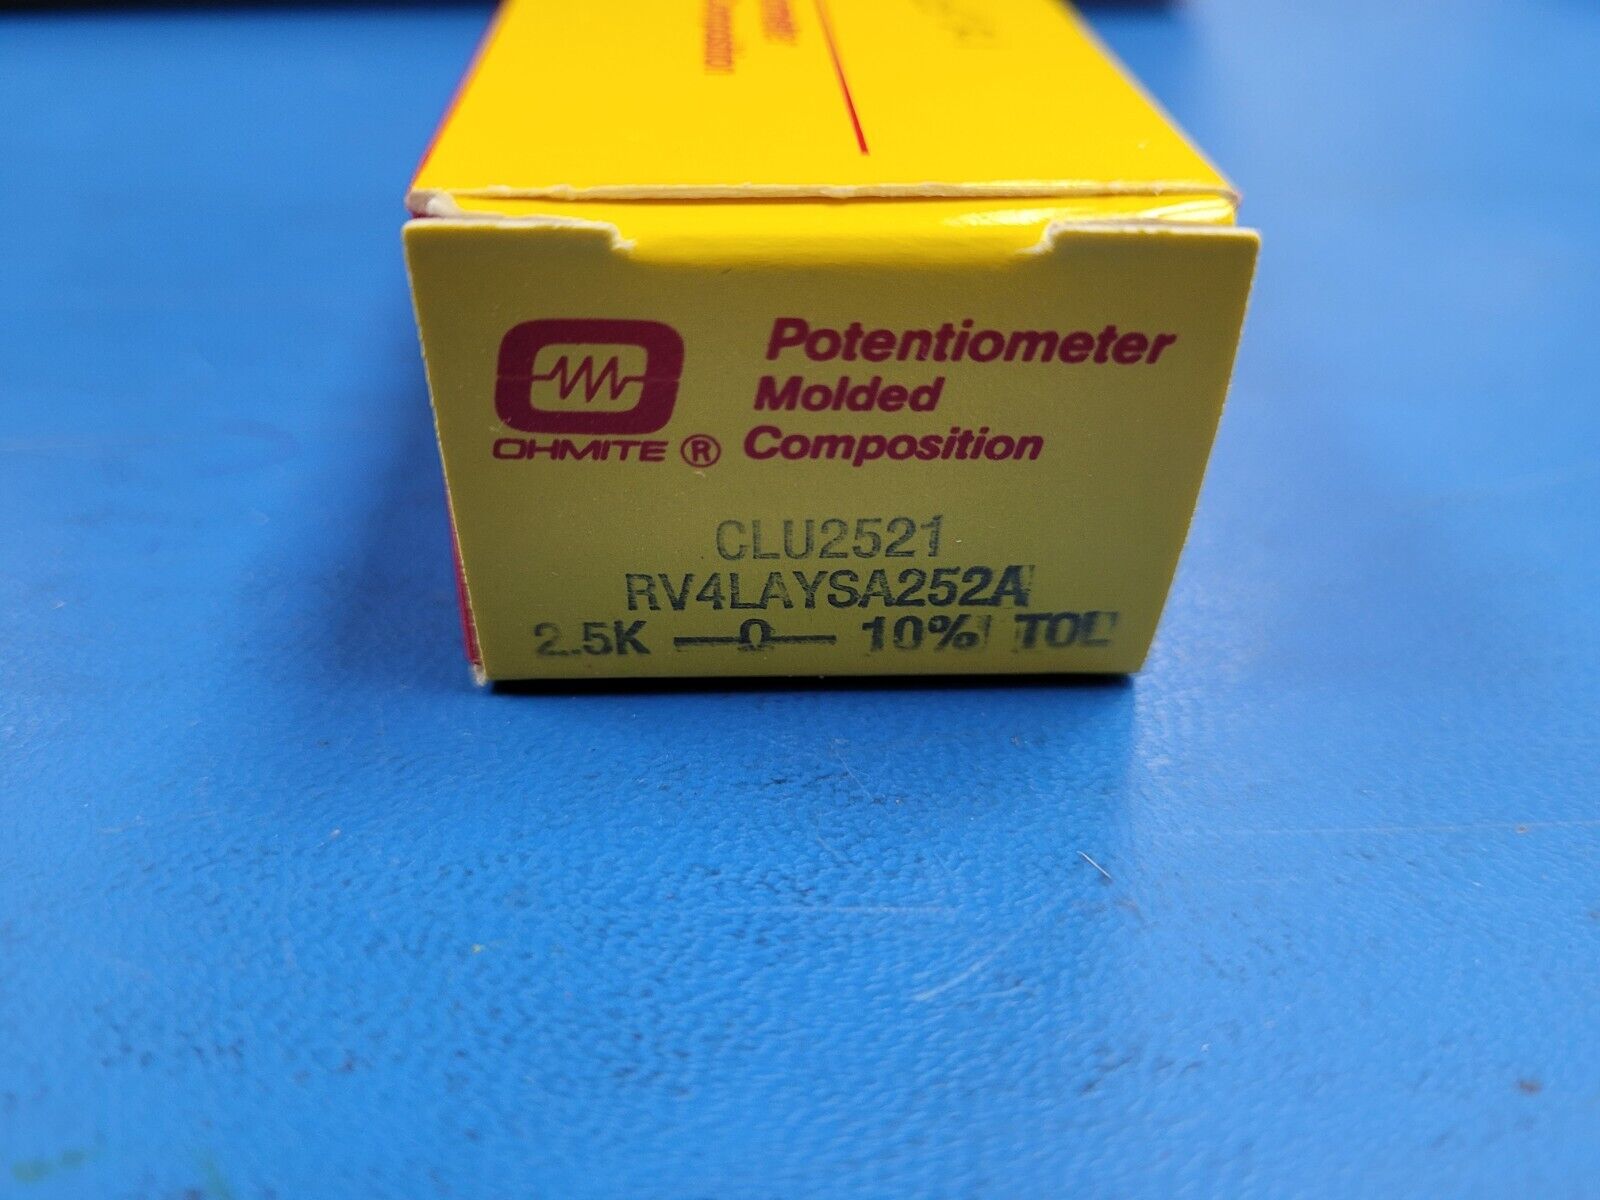 Potentiometer
Molded
Composition
OHMITE ®
CLU2521
RV4LAYSA252A
2.5K Ω 10% TOL